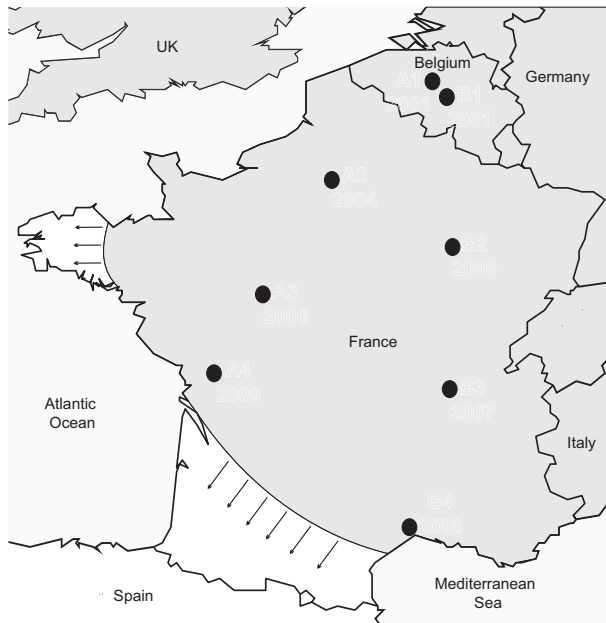 UK
Belgium
Germany
A1
2001
B1
2001
A2
2004
B2
2006
A3
2006
France
A4
2009
B3
2007
Atlantic
Ocean
Italy
B4
2008
Mediterranean
Sea
Spain